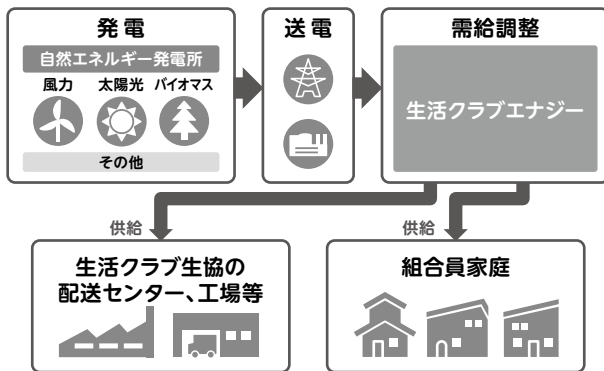 発電
自然エネルギー発電所
風力 太陽光 バイオマス
その他
送電
需給調整
生活クラブエナジー
供給
生活クラブ生協の
配送センター、工場等
供給
組合員家庭